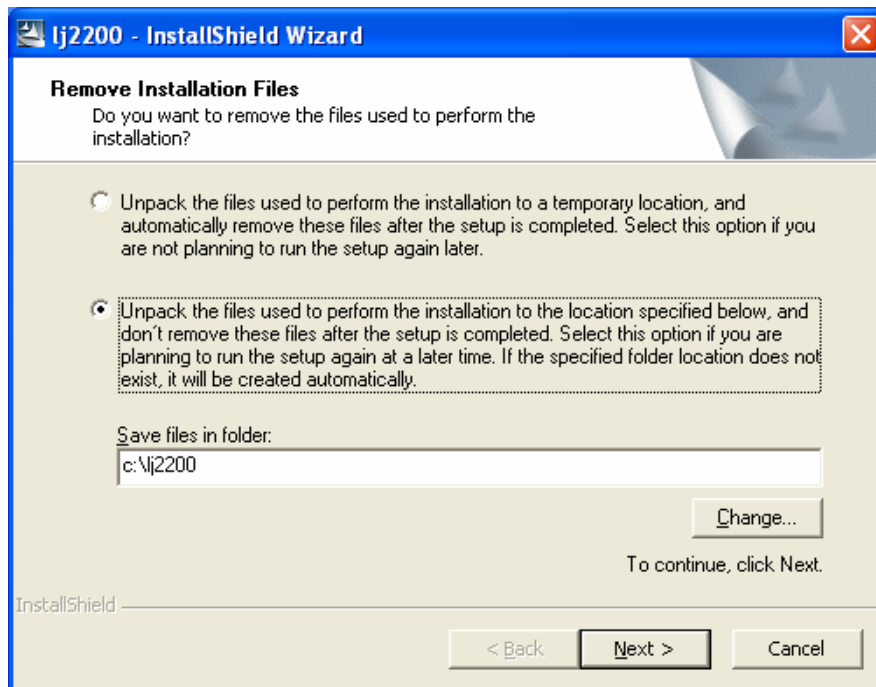 lj2200 - InstallShield Wizard
Remove Installation Files
Do you want to remove the files used to perform the
installation?
Unpack the files used to perform the installation to a temporary location, and
automatically remove these files after the setup is completed. Select this option if you
are not planning to run the setup again later.
Unpack the files used to perform the installation to the location specified below, and
don´t remove these files after the setup is completed. Select this option if you are
planning to run the setup again at a later time. If the specified folder location does not
exist, it will be created automatically.
Save files in folder:
c:\lj2200
Change...
To continue, click Next.
InstallShield
< Back
Next >
Cancel